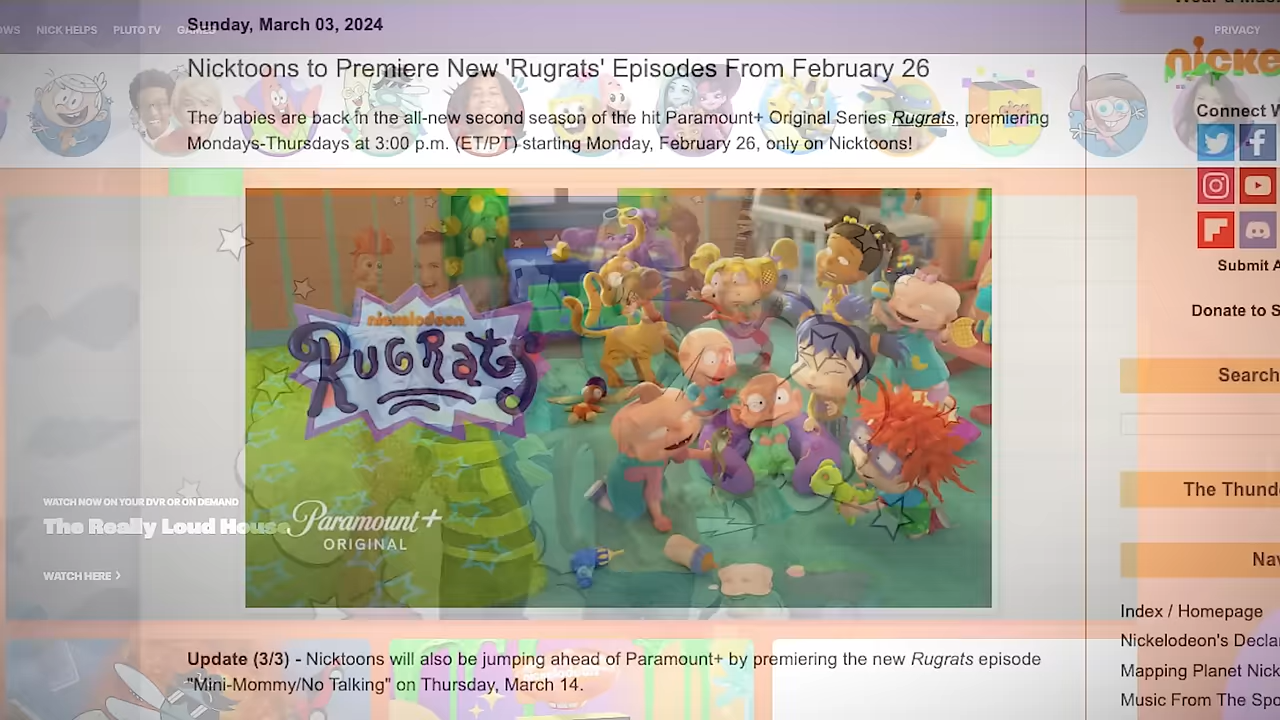 NICK HELPS PLUTO TV GAMES PRIVACY
Sunday, March 03, 2024
Nicktoons to Premiere New 'Rugrats' Episodes From February 26
The babies are back in the all-new second season of the hit Paramount+ Original Series Rugrats, premiering
Mondays-Thursdays at 3:00 p.m. (ET/PT) starting Monday, February 26, only on Nicktoons!
Connect
Submit
Donate to
nickelodeon
RUGRATS
Search
Paramount+
ORIGINAL
WATCH NOW ON YOUR DVR OR ON DEMAND
The Really Loud House
WATCH HERE
Index / Homepage
Nickelodeon's
Mapping Planet Nick
Music From The
Update (3/3) - Nicktoons will also be jumping ahead of Paramount+ by premiering the new Rugrats episode
"Mini-Mommy/No Talking" on Thursday, March 14.